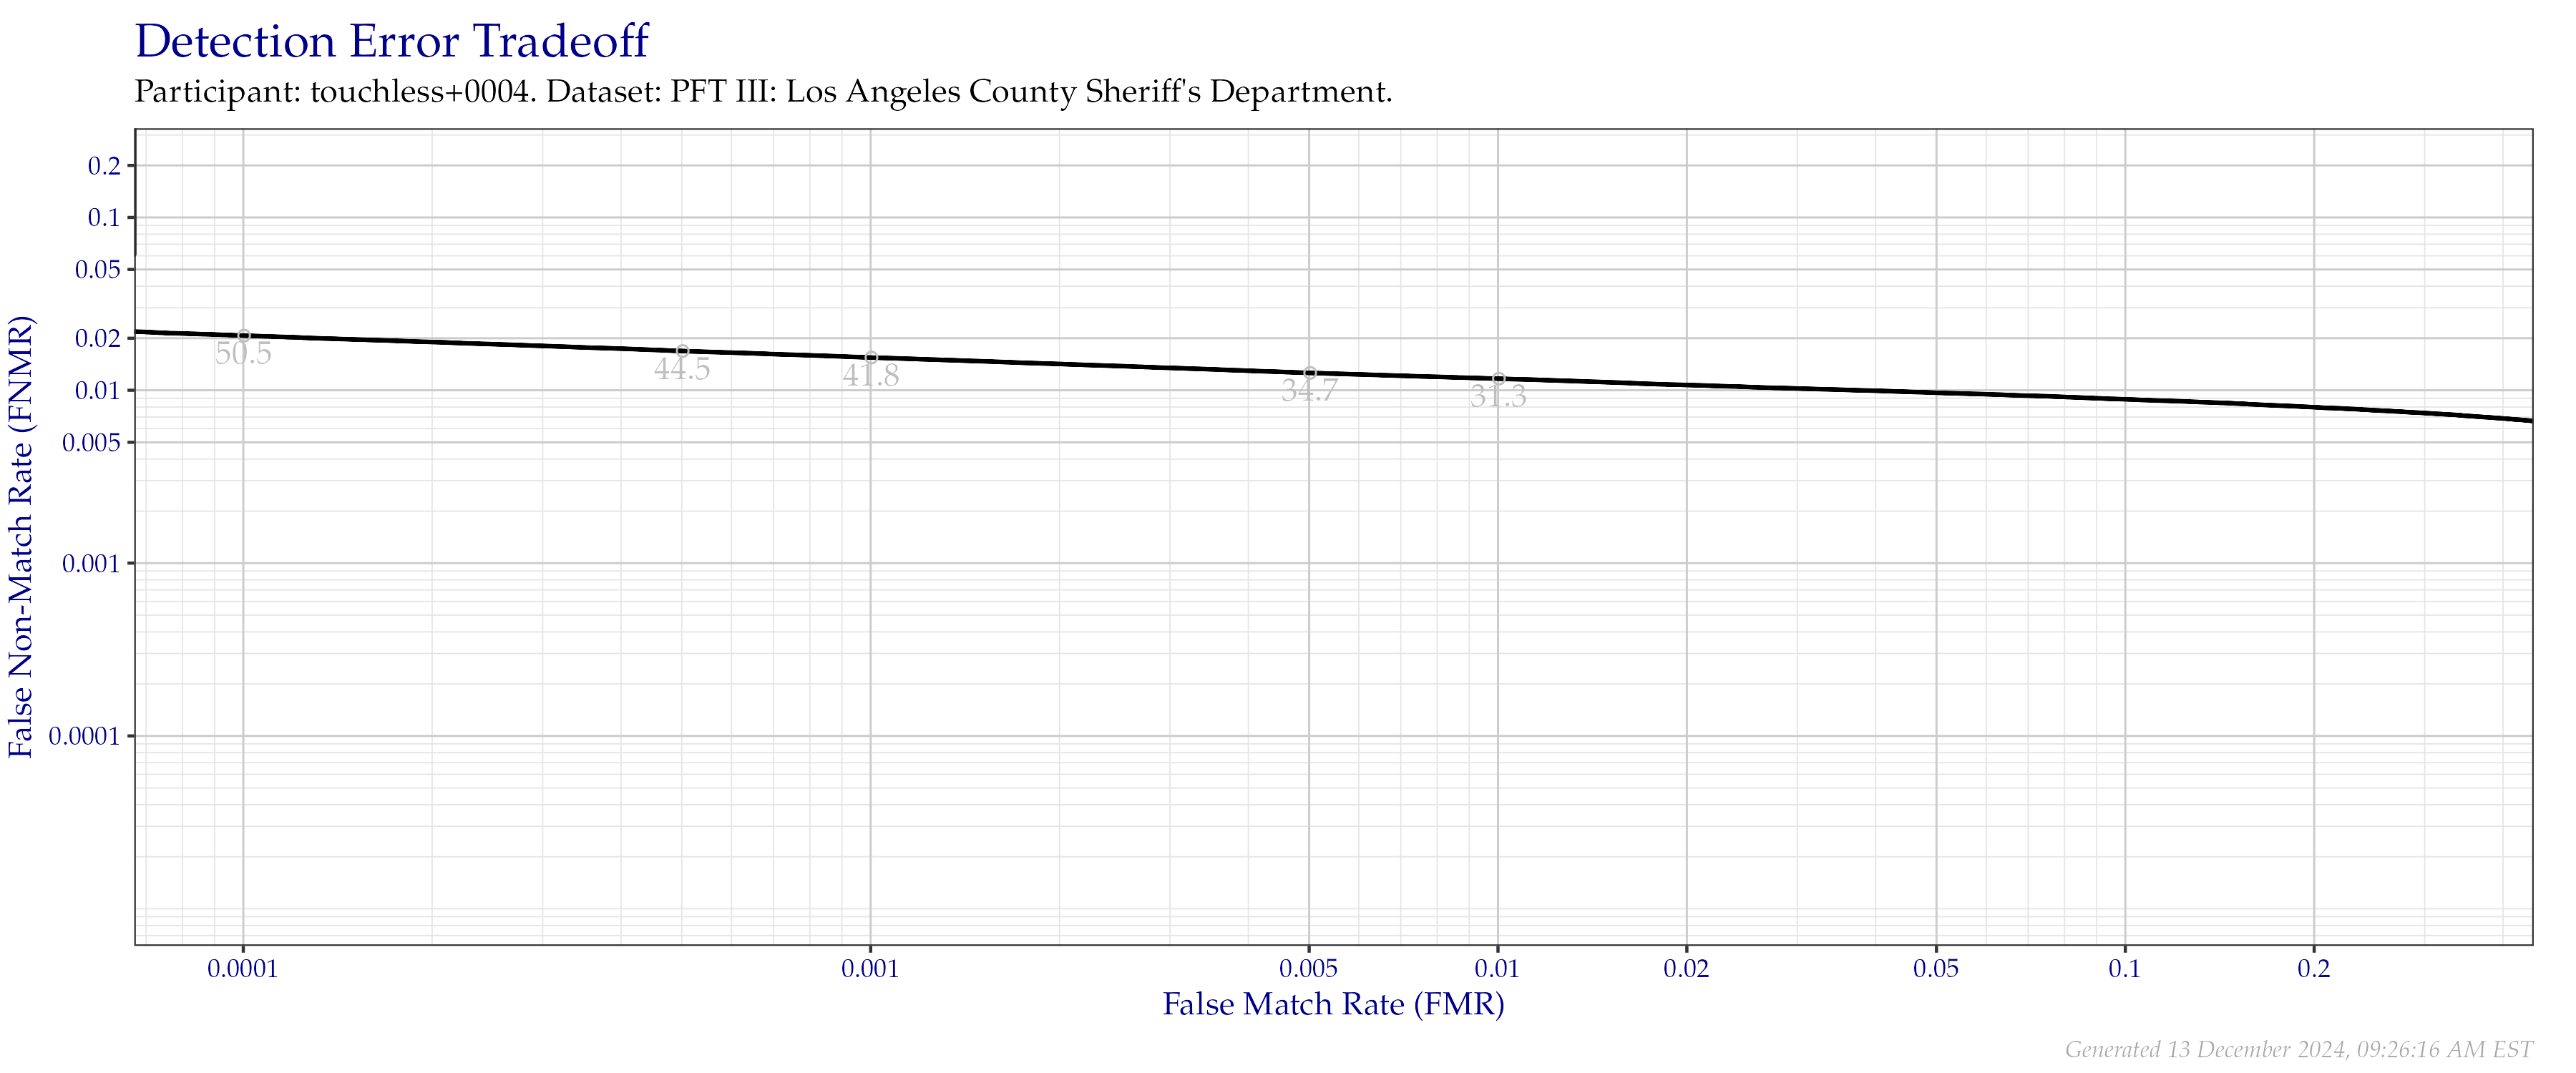 Detection Error Tradeoff
Participant: touchless+0004. Dataset: PFT III: Los Angeles County Sheriff's Department.
False Non-Match Rate (FNMR)
0.2
0.1
0.05
0.02
0.01
0.005
0.001
0.0001
50.5
44.5
41.8
34.7
31.3
0.0001 0.001 0.005 0.01 0.02 0.05 0.1 0.2
False Match Rate (FMR)
Generated 13 December 2024, 09:26:16 AM EST